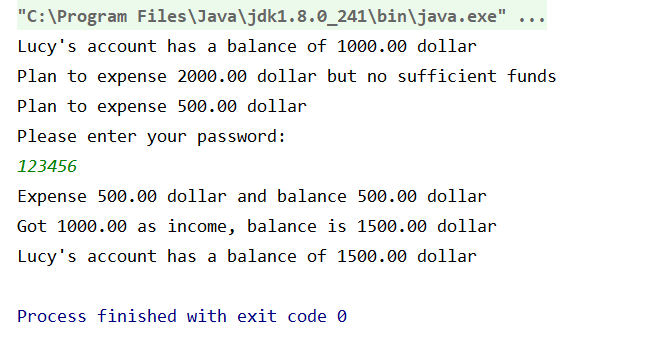 "C:\Program Files\Java\jdk1.8.0_241\bin\java.exe" ...
Lucy's account has a balance of 1000.00 dollar
Plan to expense 2000.00 dollar but no sufficient funds
Plan to expense 500.00 dollar
Please enter your password:
123456
Expense 500.00 dollar and balance 500.00 dollar
Got 1000.00 as income, balance is 1500.00 dollar
Lucy's account has a balance of 1500.00 dollar
Process finished with exit code 0